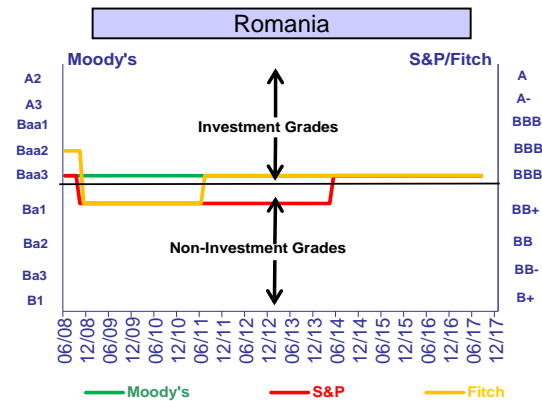 Romania
Moody's S&P/Fitch
A2 A
A3 A-
Baa1 BBB
Investment Grades
Baa2 BBB
Baa3 BBB
Ba1 BB+
Ba2 BB
Non-Investment Grades
Ba3 BB-
B1 B+
06/08 12/08 06/09 12/09 06/10 12/10 06/11 12/11 06/12 12/12 06/13 12/13 06/14 12/14 06/15 12/15 06/16 12/16 06/17 12/17
Moody's S&P Fitch